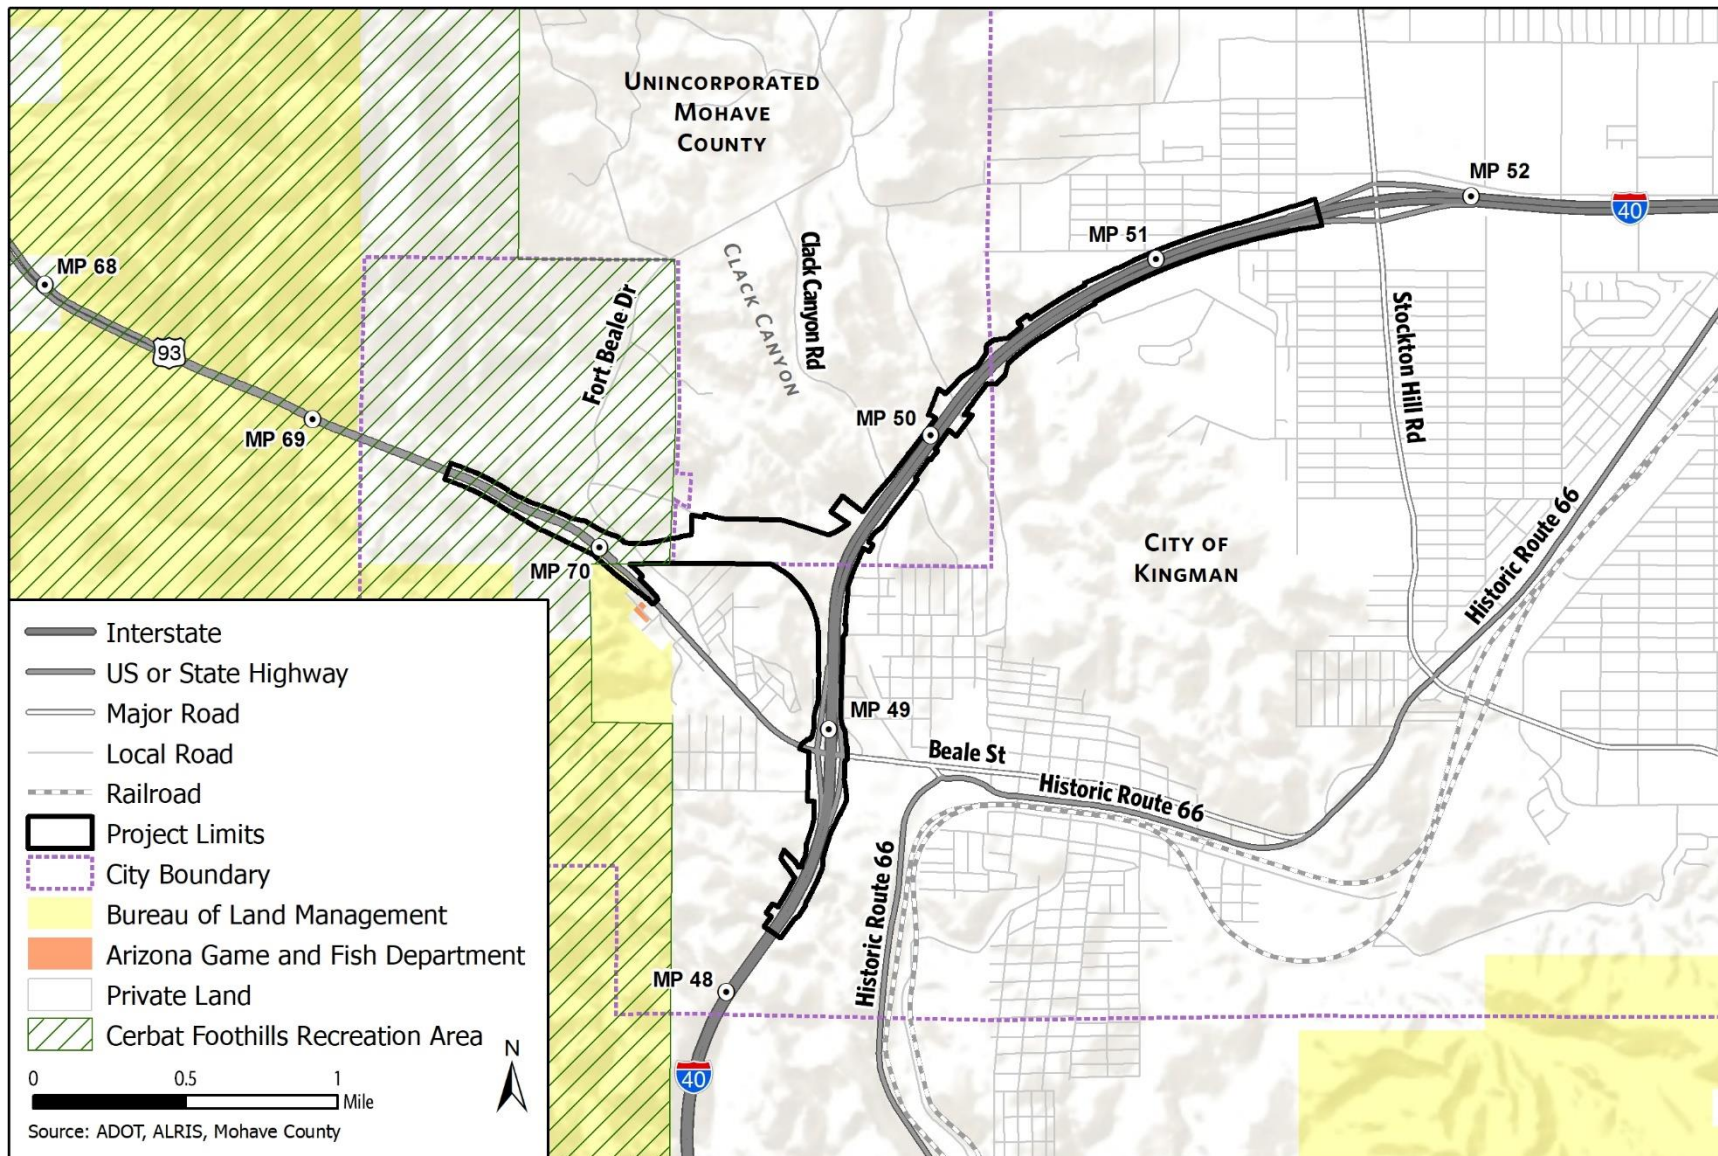 UNINCORPORATED
MOHAVE
COUNTY
MP 52
40
MP 51
MP 68
Clack Canyon Rd
CLACK CANYON
Fort Beale Dr
93
Stockton Hill Rd
MP 50
MP 69
Historic Route 66
CITY OF
KINGMAN
MP 70
MP 49
Beale St
Historic Route 66
Historic Route 66
MP 48
40
Interstate
US or State Highway
Major Road
Local Road
Railroad
Project Limits
City Boundary
Bureau of Land Management
Arizona Game and Fish Department
Private Land
Cerbat Foothills Recreation Area
N
0 0.5 1
Mile
Source: ADOT, ALRIS, Mohave County